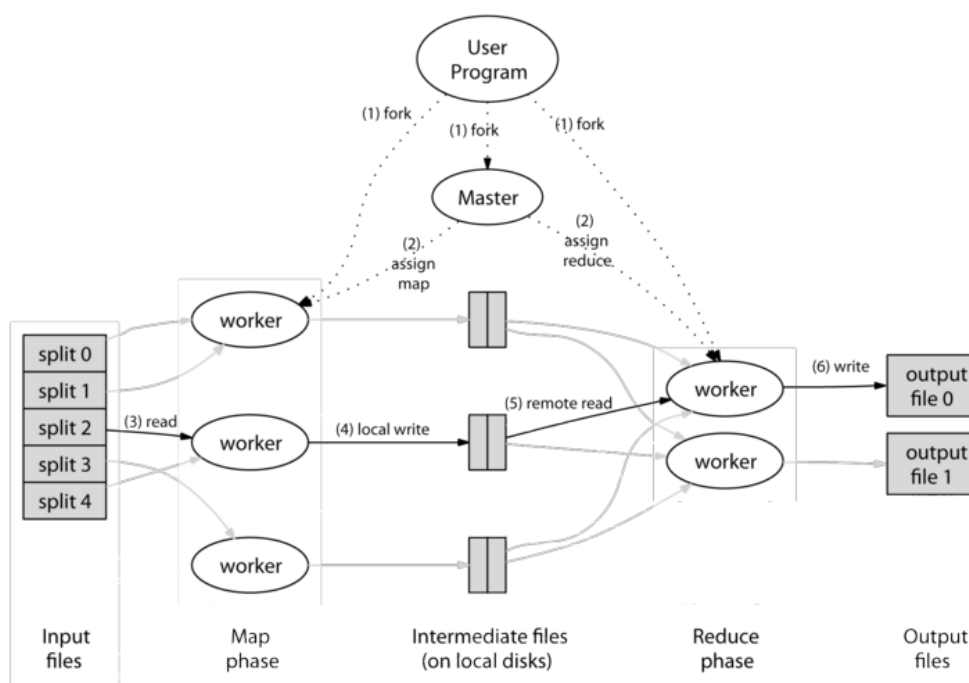 User
Program
(1) fork
(1) fork
(1) fork
Master
(2)
assign
map
(2)
assign
reduce
worker
split 0
split 1
split 2
split 3
split 4
(3) read
worker
(4) local write
(5) remote read
worker
(6) write
output
file 0
worker
output
file 1
worker
Input
files
Map
phase
Intermediate files
(on local disks)
Reduce
phase
Output
files